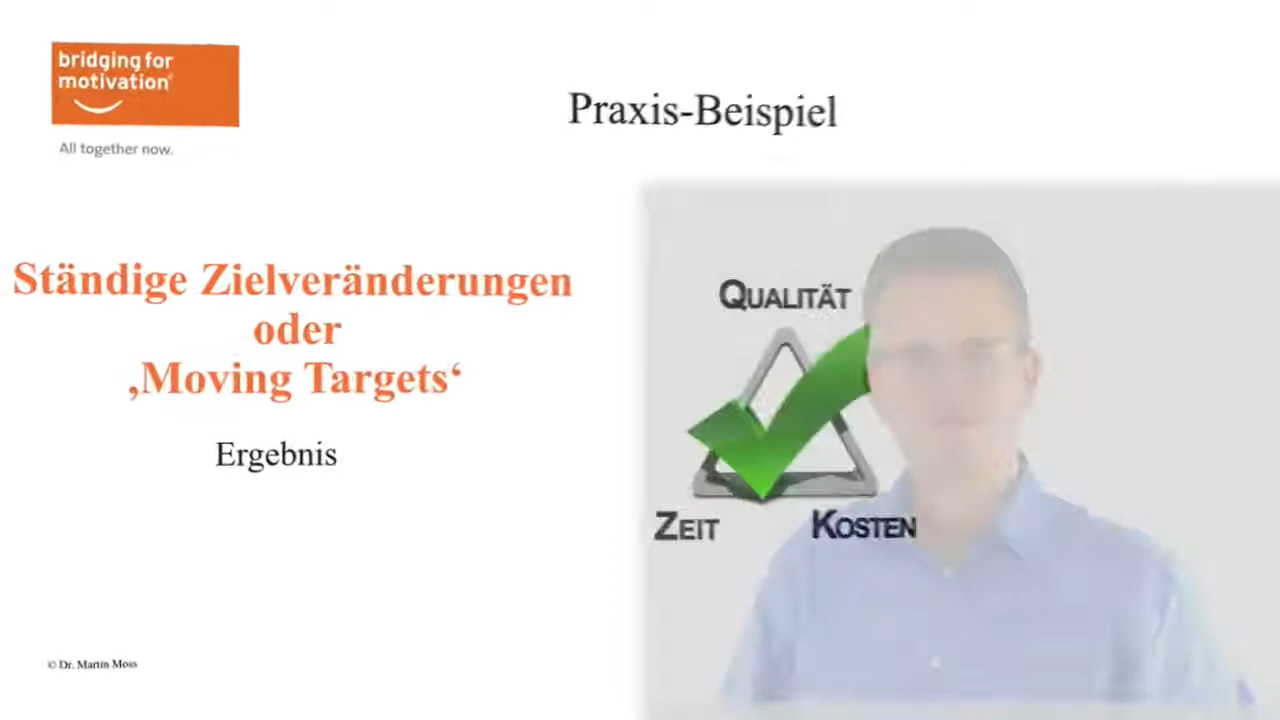 bridging for
motivation®
All together now.
Praxis-Beispiel
Ständige Zielveränderungen
oder
‚Moving Targets‘
Ergebnis
QUALITÄT
ZEIT
KOSTEN
© Dr. Martin Moss